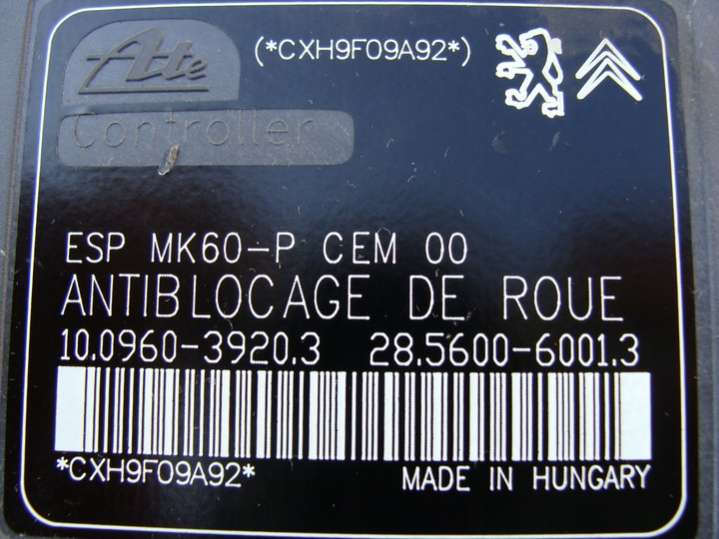 Ate (*CXH9F09A92*)
Controller
ESP MK60-P CEM 00
ANTIBLOCAGE DE ROUE
10.0960-3920.3 28.5600-6001.3
*CXH9F09A92* MADE IN HUNGARY